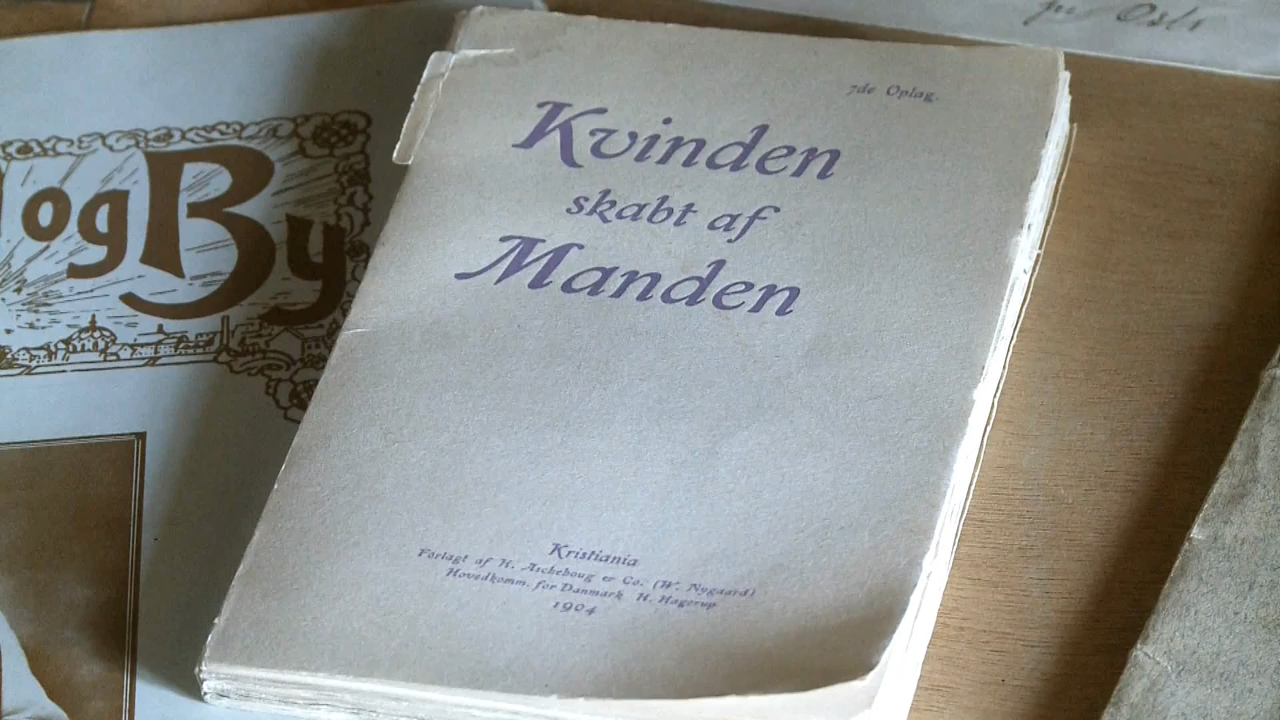 7de Oplag.
Kvinden
skabt af
Manden
Kristiania
Forlagt af H. Aschehoug & Co. (W. Nygaard)
Hovedkomm. for Danmark H. Hagerup
1904
og By
Oslo